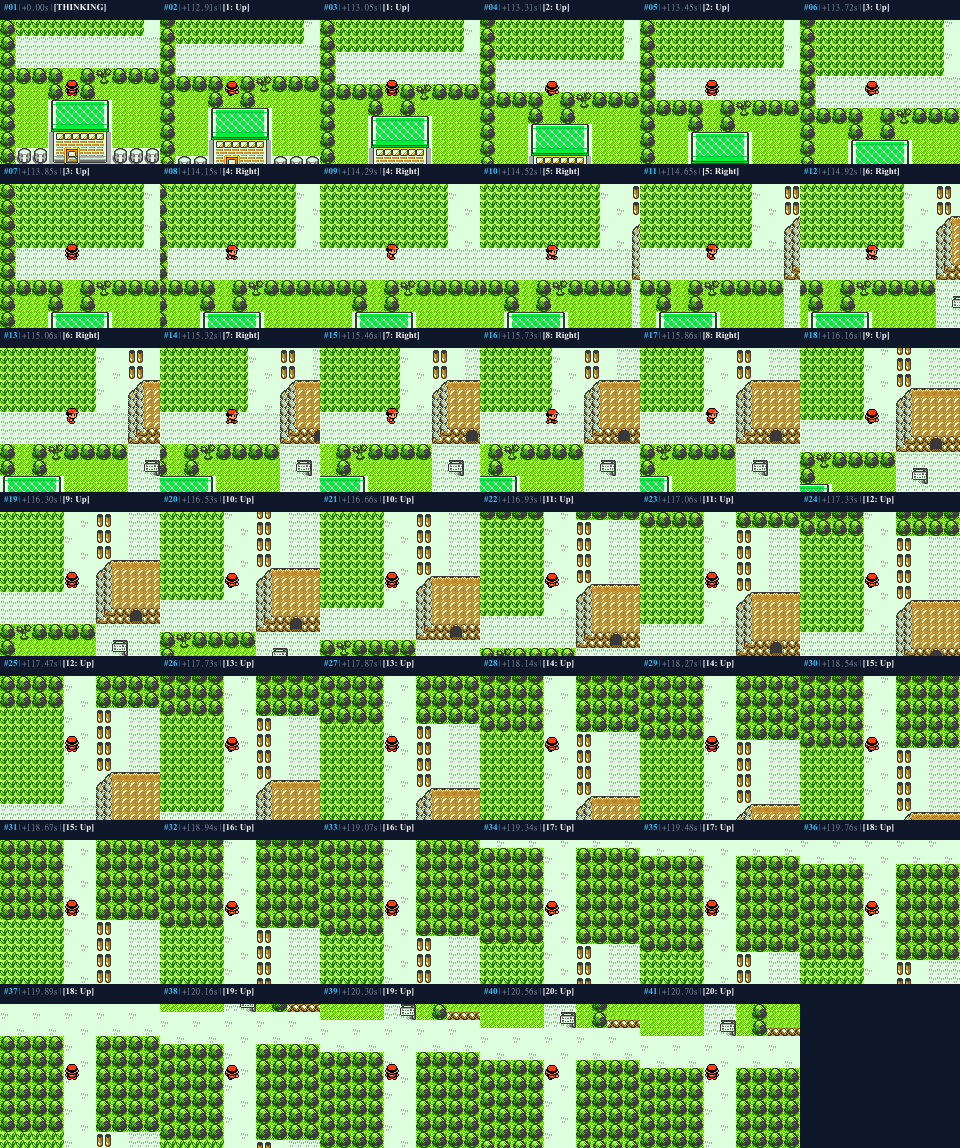 #01 | +0.00s | [THINKING]
#02 | +112.91s | [1: Up]
#03 | +113.05s | [1: Up]
#04 | +113.31s | [2: Up]
#05 | +113.45s | [2: Up]
#06 | +113.72s | [3: Up]
#07 | +113.85s | [3: Up]
#08 | +114.15s | [4: Right]
#09 | +114.29s | [4: Right]
#10 | +114.52s | [5: Right]
#11 | +114.65s | [5: Right]
#12 | +114.92s | [6: Right]
#13 | +115.06s | [6: Right]
#14 | +115.32s | [7: Right]
#15 | +115.46s | [7: Right]
#16 | +115.73s | [8: Right]
#17 | +115.86s | [8: Right]
#18 | +116.16s | [9: Up]
#19 | +116.30s | [9: Up]
#20 | +116.53s | [10: Up]
#21 | +116.66s | [10: Up]
#22 | +116.93s | [11: Up]
#23 | +117.06s | [11: Up]
#24 | +117.33s | [12: Up]
#25 | +117.47s | [12: Up]
#26 | +117.73s | [13: Up]
#27 | +117.87s | [13: Up]
#28 | +118.14s | [14: Up]
#29 | +118.27s | [14: Up]
#30 | +118.54s | [15: Up]
#31 | +118.67s | [15: Up]
#32 | +118.94s | [16: Up]
#33 | +119.07s | [16: Up]
#34 | +119.34s | [17: Up]
#35 | +119.48s | [17: Up]
#36 | +119.76s | [18: Up]
#37 | +119.89s | [18: Up]
#38 | +120.16s | [19: Up]
#39 | +120.30s | [19: Up]
#40 | +120.56s | [20: Up]
#41 | +120.70s | [20: Up]